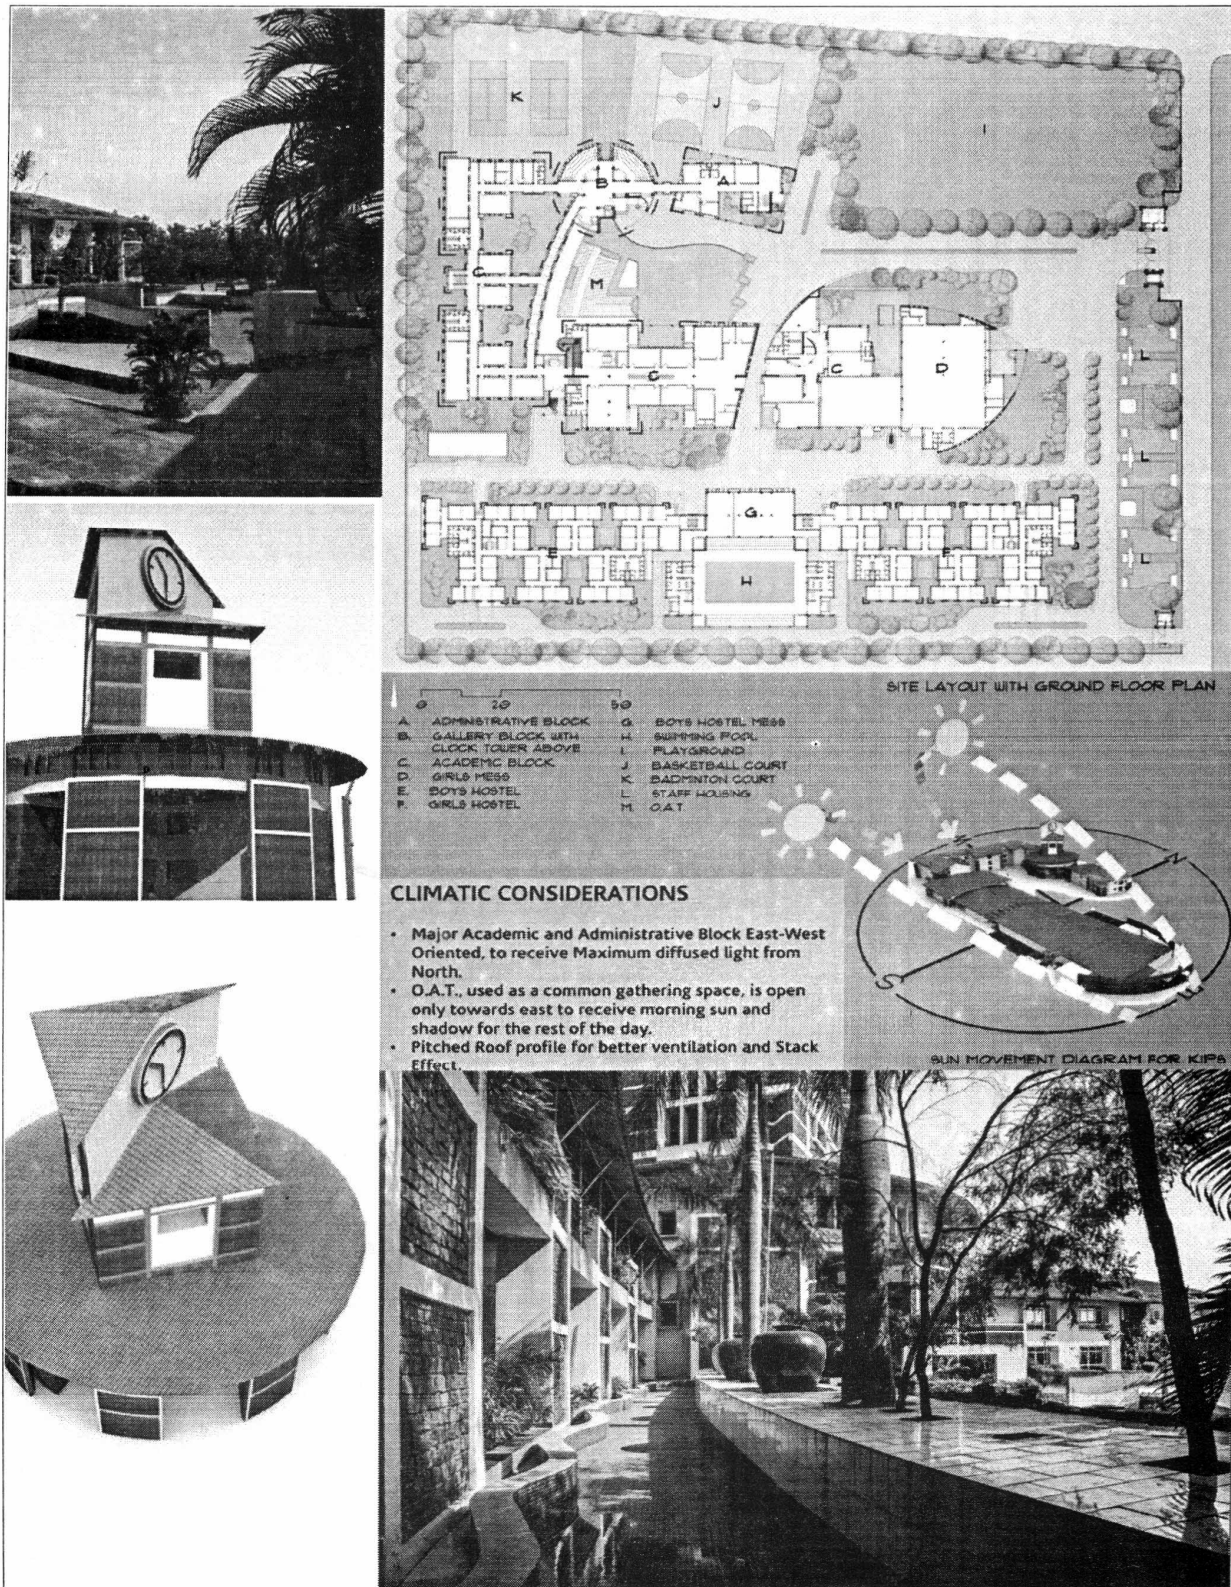 K
J
I
B
A
C
M
C
C
D
L
L
G
E
F
H
L
SITE LAYOUT WITH GROUND FLOOR PLAN
0 20 50
A. ADMINISTRATIVE BLOCK
B. GALLERY BLOCK WITH
CLOCK TOWER ABOVE
C. ACADEMIC BLOCK
D. GIRLS MESS
E. BOYS HOSTEL
F. GIRLS HOSTEL
G. BOYS HOSTEL MESS
H. SWIMMING POOL
I. PLAYGROUND
J. BASKETBALL COURT
K. BADMINTON COURT
L. STAFF HOUSING
M. O.A.T.
CLIMATIC CONSIDERATIONS
• Major Academic and Administrative Block East-West
Oriented, to receive Maximum diffused light from
North.
• O.A.T., used as a common gathering space, is open
only towards east to receive morning sun and
shadow for the rest of the day.
• Pitched Roof profile for better ventilation and Stack
Effect.
N
S
SUN MOVEMENT DIAGRAM FOR KIPS